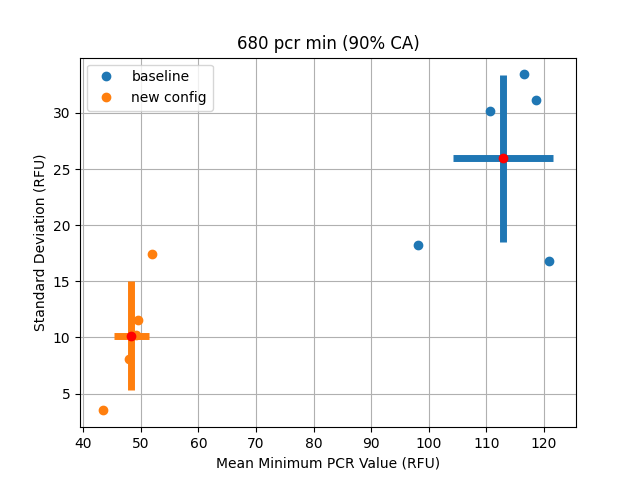 680 pcr min (90% CA)
baseline
new config
Standard Deviation (RFU)
30
25
20
15
10
5
40 50 60 70 80 90 100 110 120
Mean Minimum PCR Value (RFU)